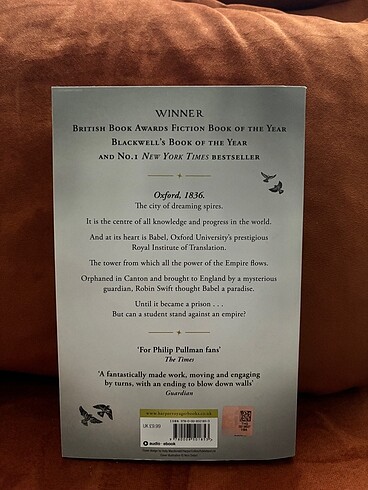 WINNER
BRITISH BOOK AWARDS FICTION BOOK OF THE YEAR
BLACKWELL'S BOOK OF THE YEAR
AND NO.1 NEW YORK TIMES BESTSELLER
Oxford, 1836.
The city of dreaming spires.
It is the centre of all knowledge and progress in the world.
And at its heart is Babel, Oxford University's prestigious
Royal Institute of Translation.
The tower from which all the power of the Empire flows.
Orphaned in Canton and brought to England by a mysterious
guardian, Robin Swift thought Babel a paradise.
Until it became a prison . . .
But can a student stand against an empire?
'For Philip Pullman fans'
The Times
'A fantastically made work, moving and engaging
by turns, with an ending to blow down walls'
Guardian
www.harpervoyagerbooks.co.uk
UK £9.99
audio · ebook